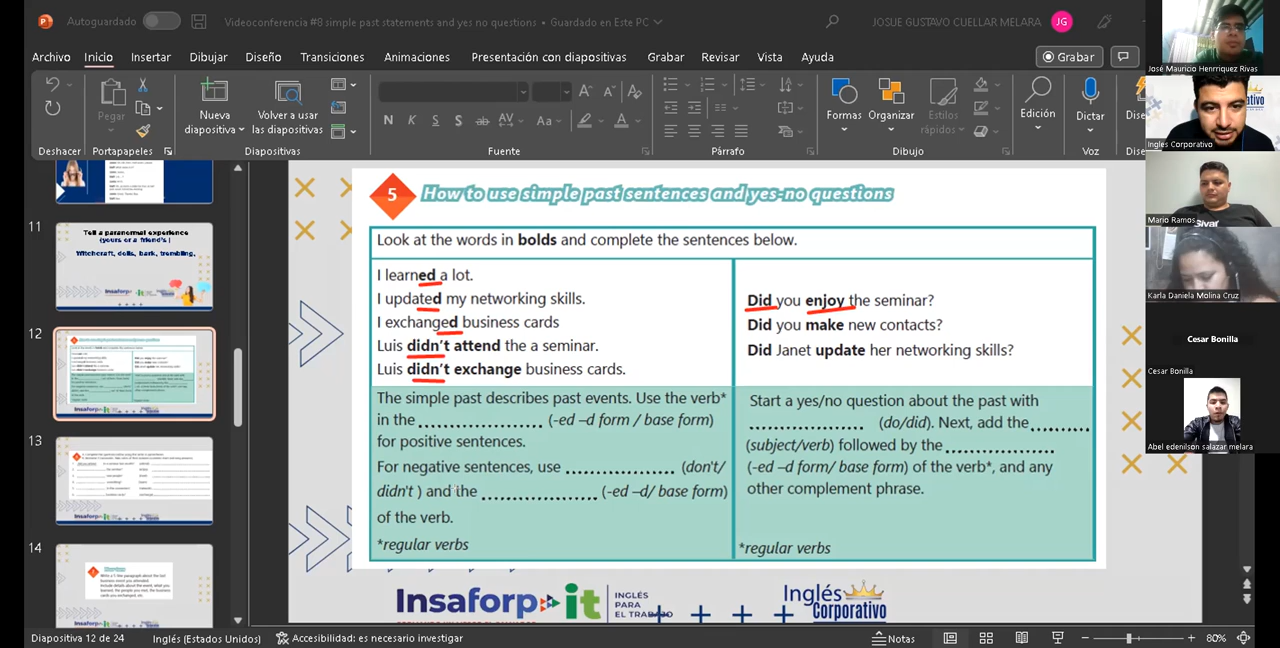 Autoguardado
Videoconferencia #8 simple past statements and yes no questions • Guardado en Este PC
JOSUE GUSTAVO CUELLAR MELARA
JG
Archivo Inicio Insertar Dibujar Diseño Transiciones Animaciones Presentación con diapositivas Grabar Revisar Vista Ayuda
Grabar
Pegar
Nueva diapositiva
Volver a usar las diapositivas
N K S S ab AV Aa A
Formas Organizar Estilos rápidos
Edición
Dictar
Dise
Deshacer Portapapeles Diapositivas Fuente Párrafo Dibujo Voz Dise
11
Tell a paranormal experience
(yours or a friend's )
Witchcraft, dolls, bark, trembling,
12
13
14
5
How to use simple past sentences and yes-no questions
Look at the words in bolds and complete the sentences below.
I learned a lot.
I updated my networking skills.
I exchanged business cards
Luis didn't attend the seminar.
Luis didn't exchange business cards.
Did you enjoy the seminar?
Did you make new contacts?
Did Janet update her networking skills?
The simple past describes past events. Use the verb*
in the ........................ (-ed –d form / base form)
for positive sentences.
For negative sentences, use ..................... (don't/
didn't ) and the ...................... (-ed –d/ base form)
of the verb.
*regular verbs
Start a yes/no question about the past with
...................... (do/did). Next, add the...........
(subject/verb) followed by the .....................
(-ed –d form / base form) of the verb*, and any
other complement phrase.
*regular verbs
Insaforp it
INGLÉS
PARA
EL TRABAJO
Inglés
Corporativo
José Mauricio Henrriquez Rivas
Inglés Corporativo
Mario Ramos
Sivar
Karla Daniela Molina Cruz
Cesar Bonilla
Cesar Bonilla
Abel edenilson salazar melara
Diapositiva 12 de 24
Inglés (Estados Unidos)
Accesibilidad: es necesario investigar
Notas
80%